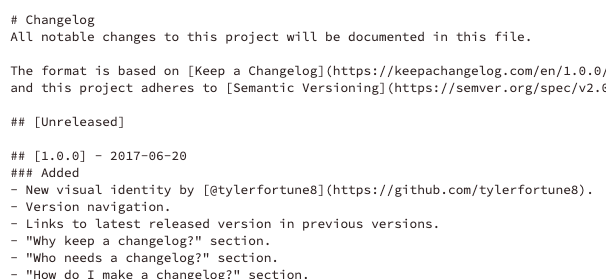 # Changelog
All notable changes to this project will be documented in this file.
The format is based on [Keep a Changelog](https://keepachangelog.com/en/1.0.0/
and this project adheres to [Semantic Versioning](https://semver.org/spec/v2.0
## [Unreleased]
## [1.0.0] - 2017-06-20
### Added
- New visual identity by [@tylerfortune8](https://github.com/tylerfortune8).
- Version navigation.
- Links to latest released version in previous versions.
- "Why keep a changelog?" section.
- "Who needs a changelog?" section.
- "How do I make a changelog?" section.